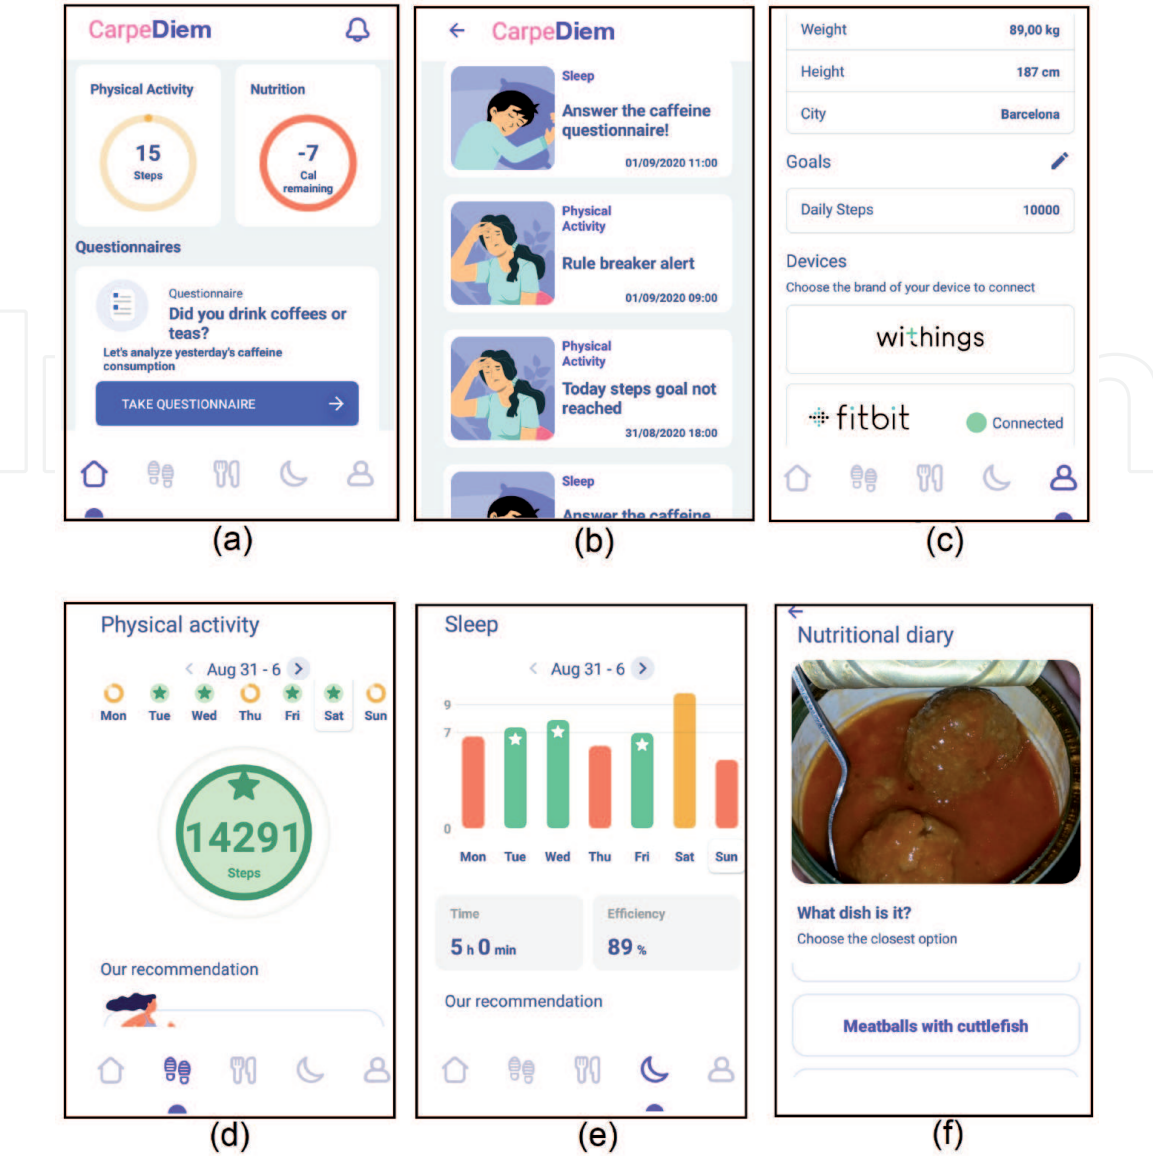 CarpeDiem
Physical Activity
Nutrition
15
Steps
-7
Cal
remaining
Questionnaires
Questionnaire
Did you drink coffees or
teas?
Let's analyze yesterday's caffeine
consumption
TAKE QUESTIONNAIRE
(a)
CarpeDiem
Sleep
Answer the caffeine
questionnaire!
01/09/2020 11:00
Physical
Activity
Rule breaker alert
01/09/2020 09:00
Physical
Activity
Today steps goal not
reached
31/08/2020 18:00
Sleep
Answer the caffeine
(b)
Weight 89,00 kg
Height 187 cm
City Barcelona
Goals
Daily Steps 10000
Devices
Choose the brand of your device to connect
withings
fitbit Connected
(c)
Physical activity
< Aug 31 - 6 >
Mon Tue Wed Thu Fri Sat Sun
14291
Steps
Our recommendation
(d)
Sleep
< Aug 31 - 6 >
9
7
0
Mon Tue Wed Thu Fri Sat Sun
Time
5 h 0 min
Efficiency
89 %
Our recommendation
(e)
Nutritional diary
What dish is it?
Choose the closest option
Meatballs with cuttlefish
(f)